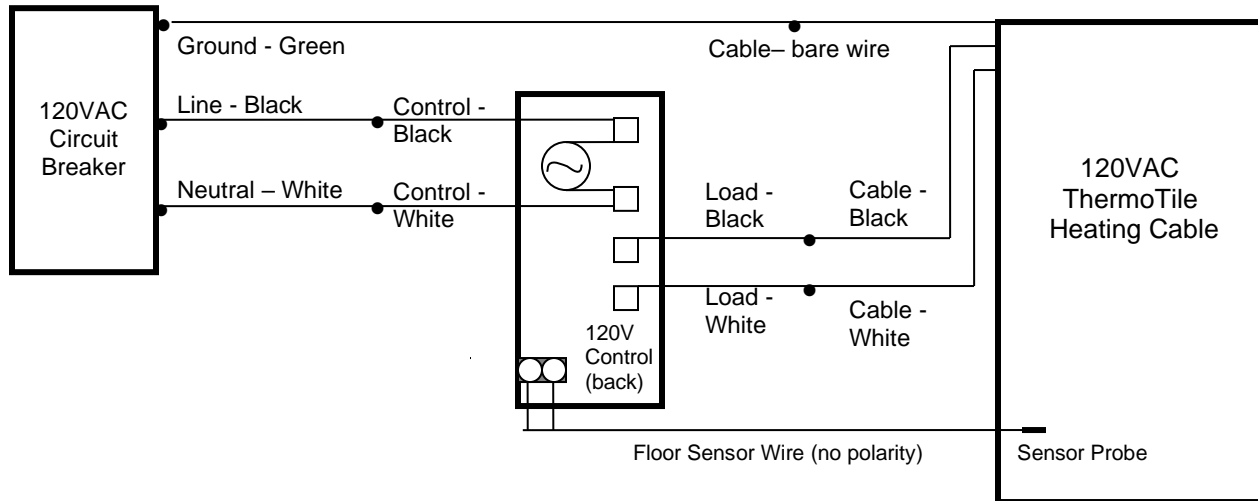 Ground - Green
Cable– bare wire
120VAC
Circuit
Breaker
Line - Black
Control -
Black
Neutral – White
Control -
White
Load -
Black
Cable -
Black
Load -
White
Cable -
White
120V
Control
(back)
120VAC
ThermoTile
Heating Cable
Floor Sensor Wire (no polarity)
Sensor Probe